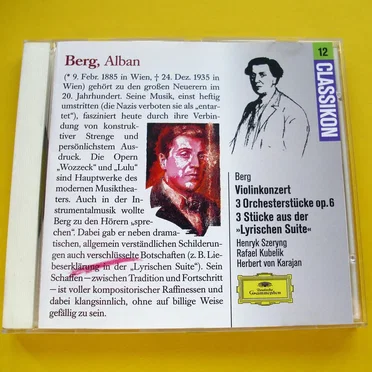 Berg, Alban
(* 9. Febr. 1885 in Wien, † 24. Dez. 1935 in
Wien) gehört zu den großen Neuerern im
20. Jahrhundert. Seine Musik, einst heftig
umstritten (die Nazis verboten sie als „entar-
tet“), fasziniert heute durch ihre Verbin-
dung von konstruk-
tiver Strenge und
persönlichstem Aus-
druck. Die Opern
„Wozzeck“ und „Lulu“
sind Hauptwerke des
modernen Musikthea-
ters. Auch in der In-
strumentalmusik wollte
Berg zu den Hörern „spre-
chen“. Dabei gab er neben drama-
tischen, allgemein verständlichen Schilderun-
gen auch verschlüsselte Botschaften (z. B. Lie-
beserklärung in der „Lyrischen Suite“). Sein
Schaffen – zwischen Tradition und Fortschritt
– ist voller kompositorischer Raffinessen und
dabei klangsinnlich, ohne auf billige Weise
gefällig zu sein.
12
CLASSIKON
Berg
Violinkonzert
3 Orchesterstücke op.6
3 Stücke aus der
»Lyrischen Suite«
Henryk Szeryng
Rafael Kubelik
Herbert von Karajan
Deutsche
Grammophon